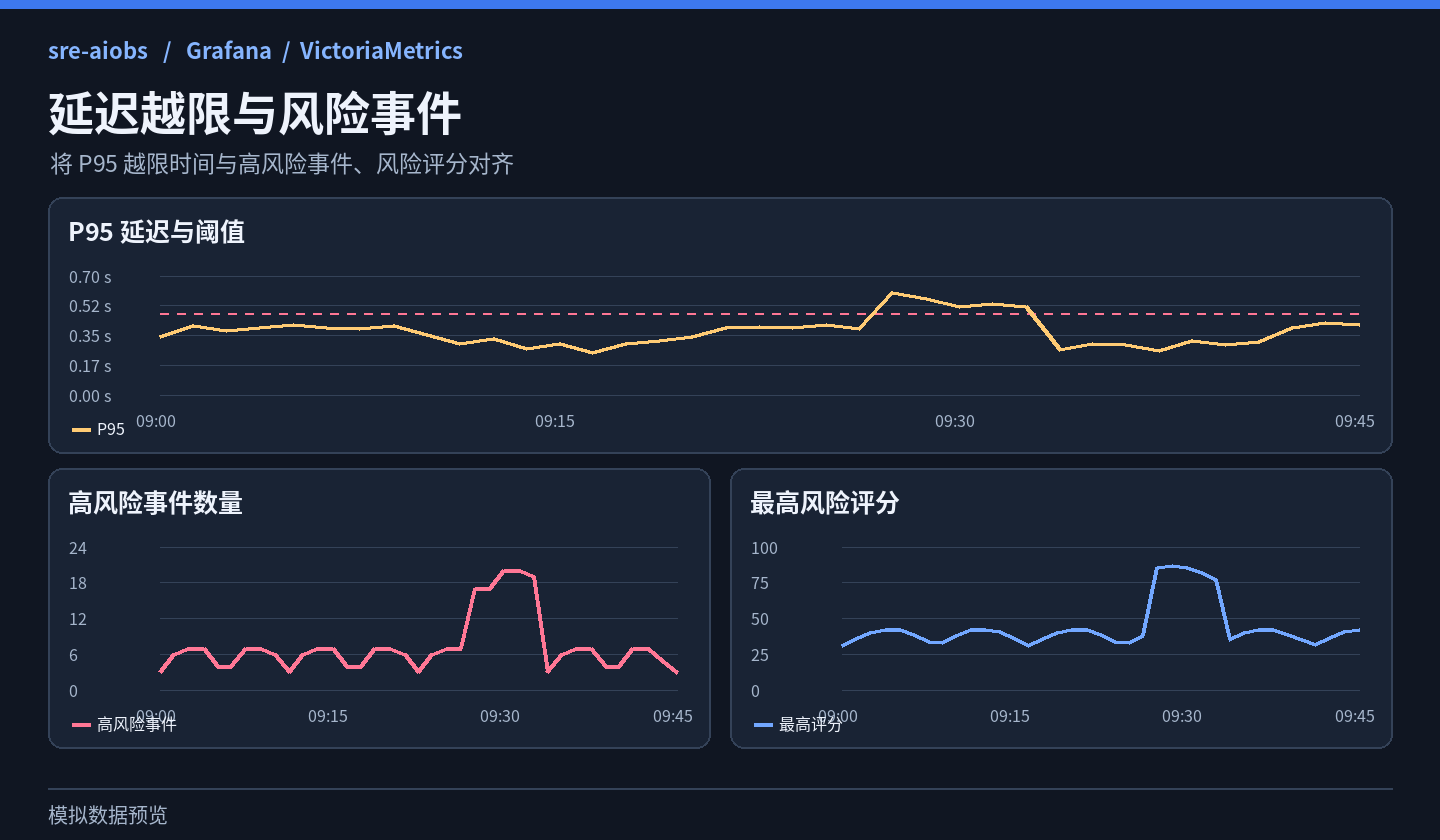 sre-aiobs / Grafana / VictoriaMetrics
延迟越限与风险事件
将 P95 越限时间与高风险事件、风险评分对齐
P95 延迟与阈值
0.70 s
0.52 s
0.35 s
0.17 s
0.00 s
09:00 09:15 09:30 09:45
P95
高风险事件数量
24
18
12
6
0
09:00 09:15 09:30 09:45
高风险事件
最高风险评分
100
75
50
25
0
09:00 09:15 09:30 09:45
最高评分
模拟数据预览